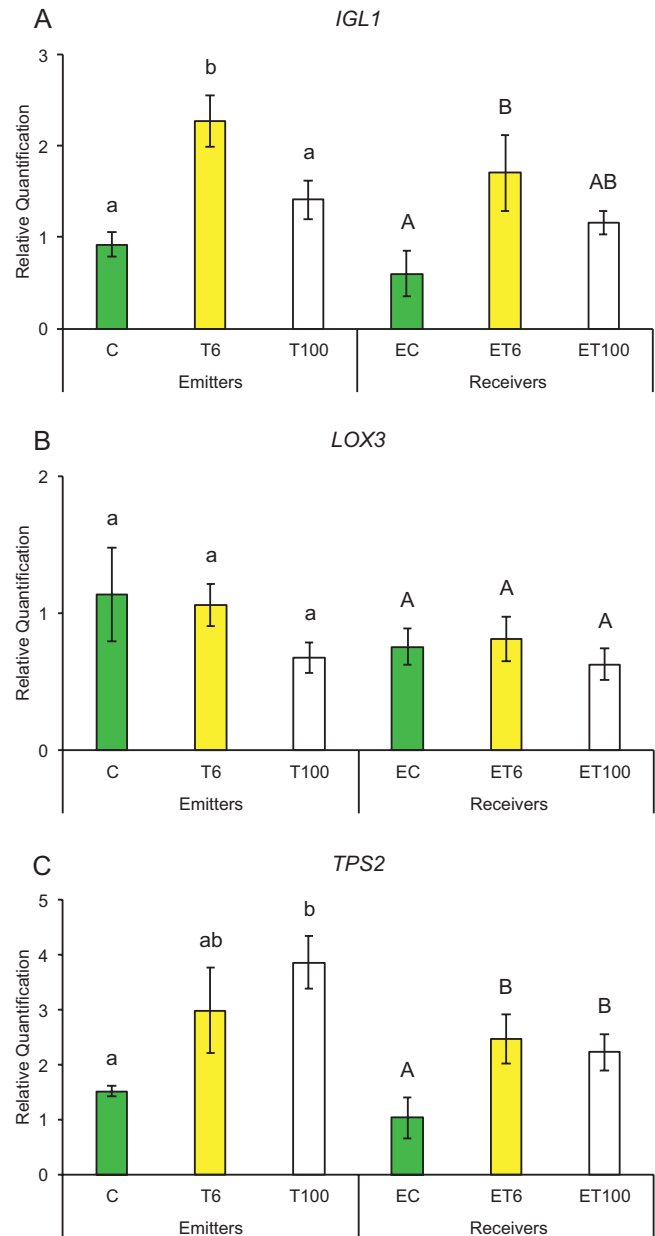 A
IGL1
Relative Quantification
3
2
1
0
a
b
a
A
B
AB
C T6 T100 EC ET6 ET100
Emitters Receivers
B
LOX3
Relative Quantification
2
1
0
a
a
a
A
A
A
C T6 T100 EC ET6 ET100
Emitters Receivers
C
TPS2
Relative Quantification
5
4
3
2
1
0
a
ab
b
A
B
B
C T6 T100 EC ET6 ET100
Emitters Receivers